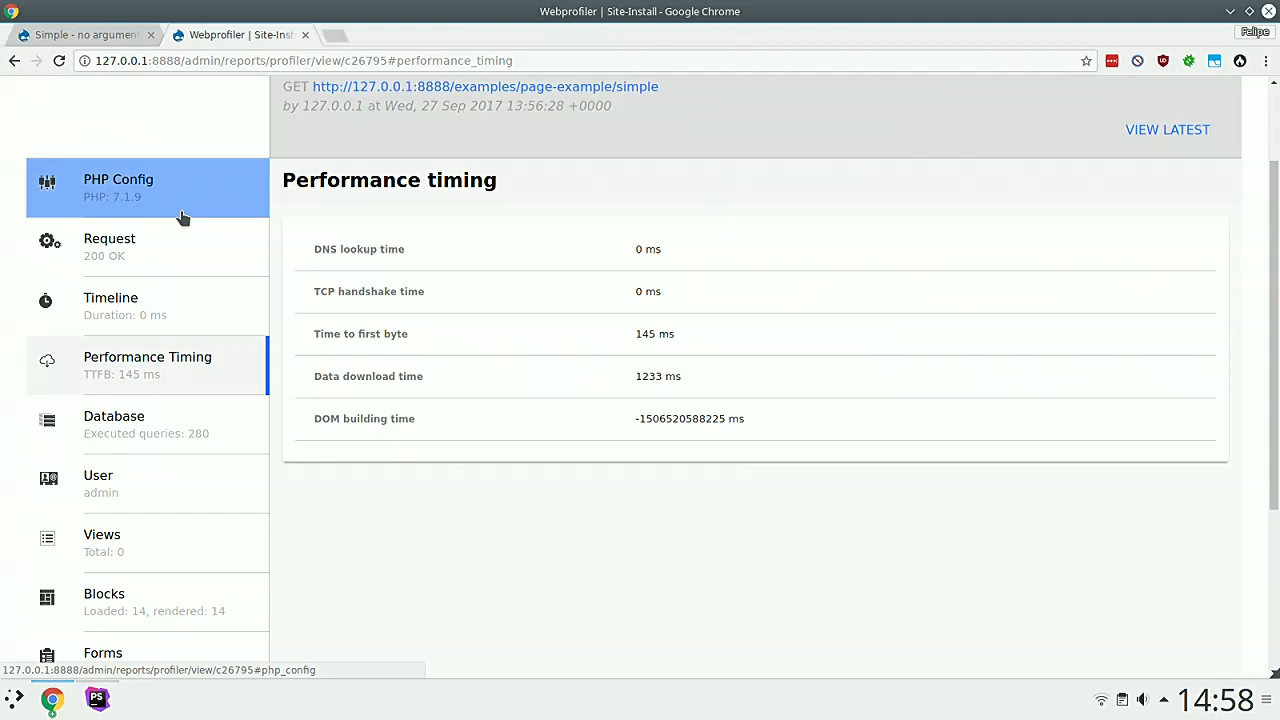 Webprofiler | Site-Install - Google Chrome
Simple - no argumen
Webprofiler | Site-Inst
Felipe
127.0.0.1:8888/admin/reports/profiler/view/c26795#performance_timing
GET http://127.0.0.1:8888/examples/page-example/simple
by 127.0.0.1 at Wed, 27 Sep 2017 13:56:28 +0000
VIEW LATEST
PHP Config
PHP: 7.1.9
Request
200 OK
Timeline
Duration: 0 ms
Performance Timing
TTFB: 145 ms
Database
Executed queries: 280
User
admin
Views
Total: 0
Blocks
Loaded: 14, rendered: 14
Forms
Performance timing
DNS lookup time 0 ms
TCP handshake time 0 ms
Time to first byte 145 ms
Data download time 1233 ms
DOM building time -1506520588225 ms
127.0.0.1:8888/admin/reports/profiler/view/c26795#php_config
PS
14:58